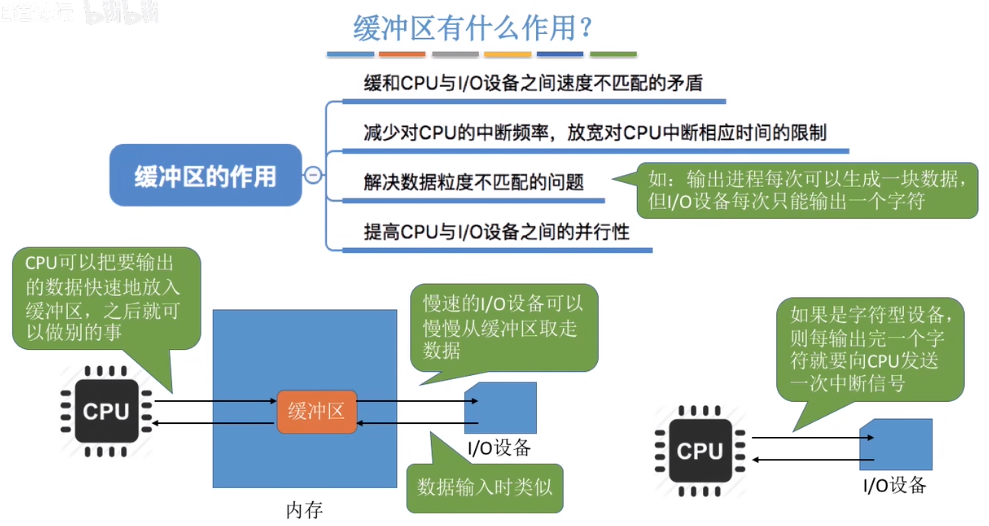 缓冲区有什么作用？
缓和CPU与I/O设备之间速度不匹配的矛盾
减少对CPU的中断频率，放宽对CPU中断相应时间的限制
缓冲区的作用
解决数据粒度不匹配的问题
如：输出进程每次可以生成一块数据，
但I/O设备每次只能输出一个字符
提高CPU与I/O设备之间的并行性
CPU可以把要输出
的数据快速地放入
缓冲区，之后就可
以做别的事
慢速的I/O设备可以
慢慢从缓冲区取走
数据
如果是字符型设备，
则每输出完一个字
符就要向CPU发送
一次中断信号
CPU
缓冲区
I/O设备
数据输入时类似
内存
CPU
I/O设备